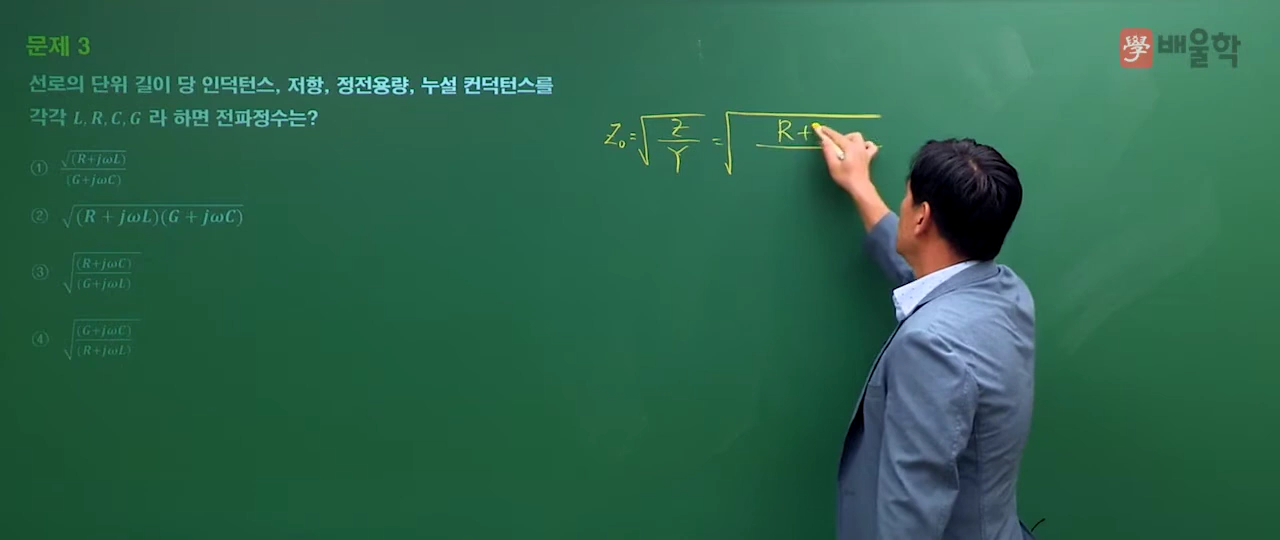 문제 3
學 배울학
선로의 단위 길이 당 인덕턴스, 저항, 정전용량, 누설 컨덕턴스를
각각 L, R, C, G 라 하면 전파정수는?
① √(R+jωL) / (G+jωC)
② √(R + jωL)(G + jωC)
③ √(R+jωC) / (G+jωL)
④ √(G+jωC) / (R+jωL)
Z₀ = √Z/Y = √R+